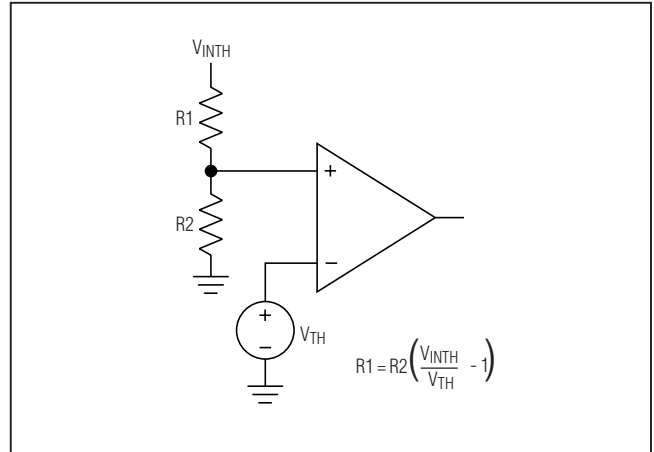 VINTH
R1
+
R2
−
+
−
VTH
R1 = R2(VINTH/VTH - 1)